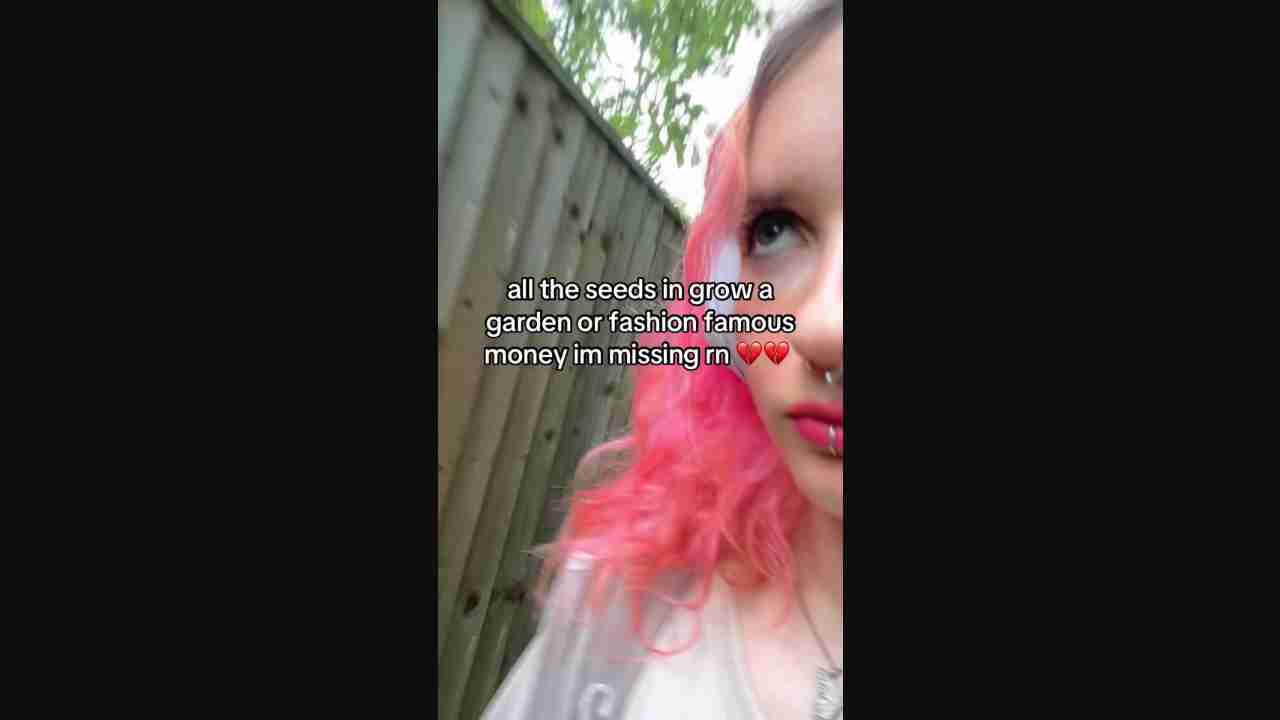 all the seeds in grow a
garden or fashion famous
money im missing rn 💔💔